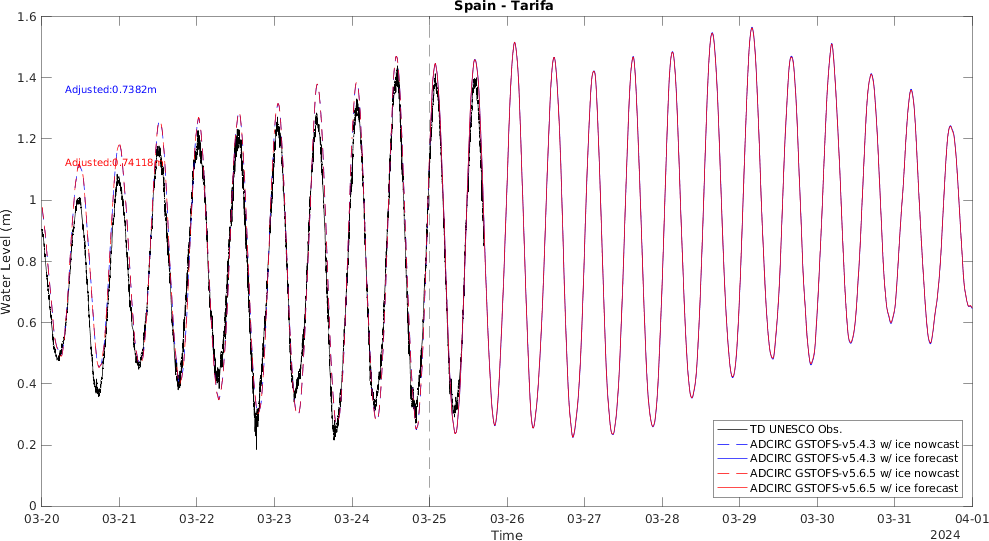 Spain - Tarifa
1.6
1.4
1.2
1
0.8
0.6
0.4
0.2
0
Water Level (m)
Adjusted:0.7382m
Adjusted:0.74118m
TD UNESCO Obs.
ADCIRC GSTOFS-v5.4.3 w/ ice nowcast
ADCIRC GSTOFS-v5.4.3 w/ ice forecast
ADCIRC GSTOFS-v5.6.5 w/ ice nowcast
ADCIRC GSTOFS-v5.6.5 w/ ice forecast
03-20 03-21 03-22 03-23 03-24 03-25 03-26 03-27 03-28 03-29 03-30 03-31 04-01
Time
2024